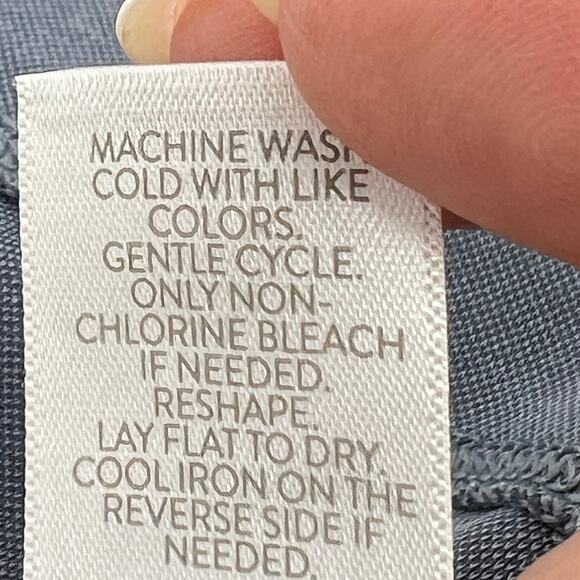 MACHINE WASH
COLD WITH LIKE
COLORS.
GENTLE CYCLE.
ONLY NON-
CHLORINE BLEACH
IF NEEDED.
RESHAPE.
LAY FLAT TO DRY.
COOL IRON ON THE
REVERSE SIDE IF
NEEDED.